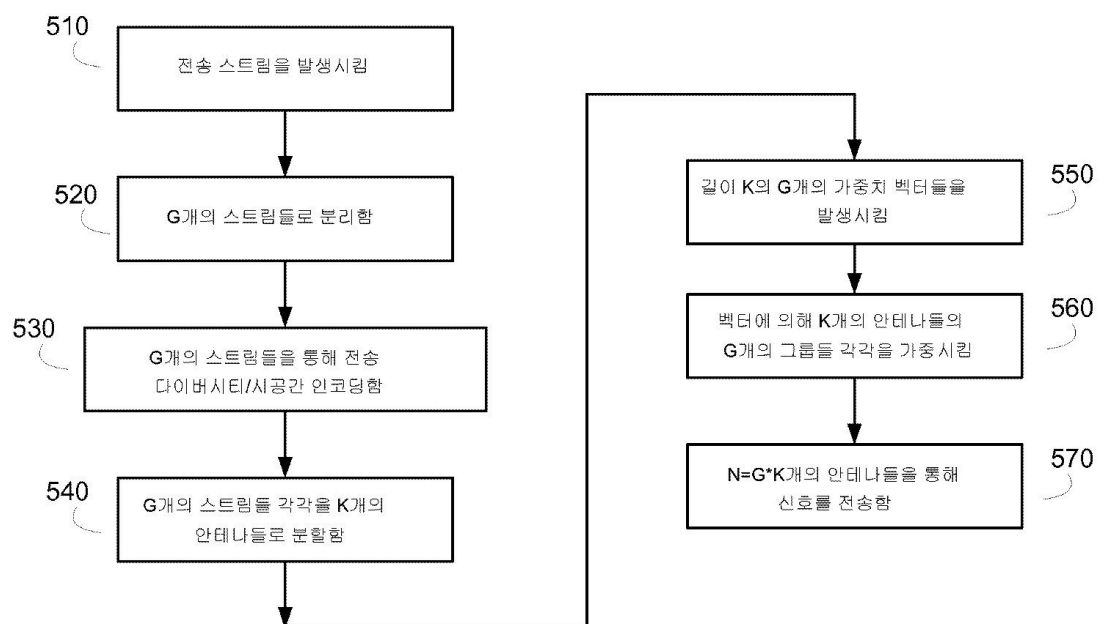 510
전송 스트림을 발생시킴
520
G개의 스트림들로 분리함
530
G개의 스트림들을 통해 전송
다이버시티/시공간 인코딩함
540
G개의 스트림들 각각을 K개의
안테나들로 분할함
550
길이 K의 G개의 가중치 벡터들을
발생시킴
560
벡터에 의해 K개의 안테나들의
G개의 그룹들 각각을 가중시킴
570
N=G*K개의 안테나들을 통해
신호를 전송함